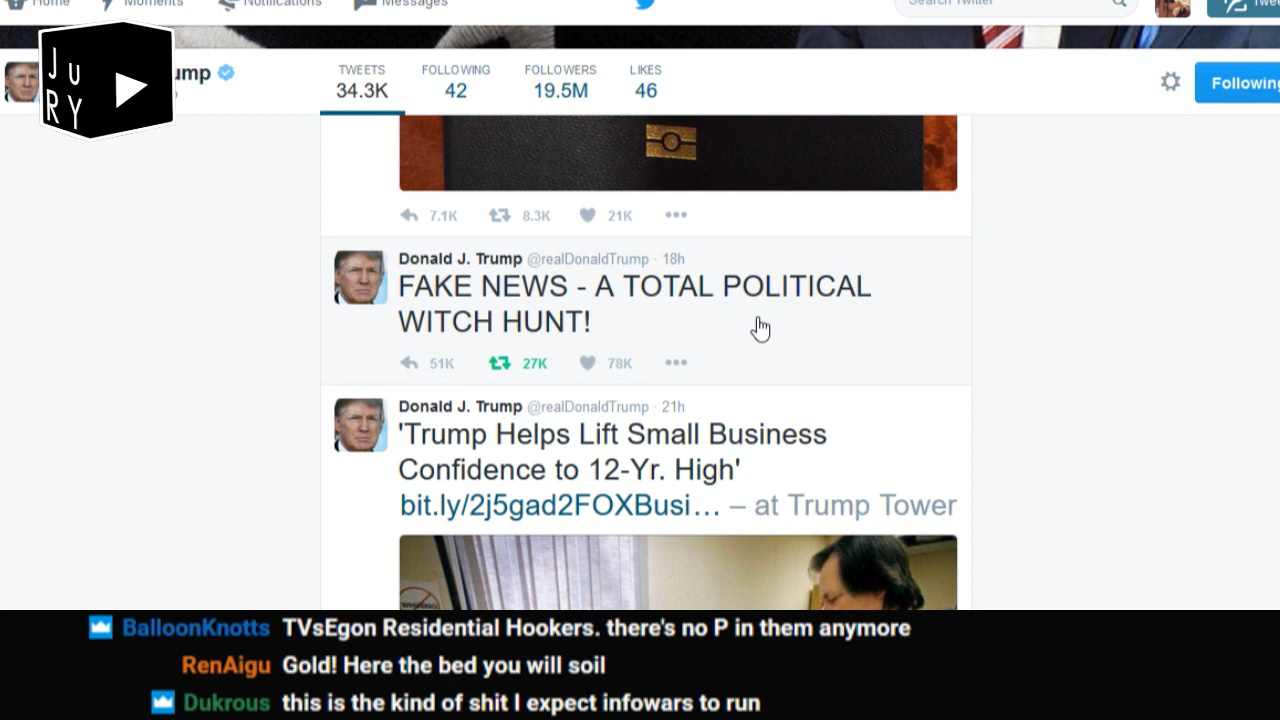 Home Moments Notifications Messages Search Twitter
JURY
ump
TWEETS FOLLOWING FOLLOWERS LIKES
34.3K 42 19.5M 46
Following
7.1K 8.3K 21K
Donald J. Trump @realDonaldTrump · 18h
FAKE NEWS - A TOTAL POLITICAL
WITCH HUNT!
51K 27K 78K
Donald J. Trump @realDonaldTrump · 21h
'Trump Helps Lift Small Business
Confidence to 12-Yr. High'
bit.ly/2j5gad2FOXBusi… – at Trump Tower
BalloonKnotts TVsEgon Residential Hookers. there's no P in them anymore
RenAigu Gold! Here the bed you will soil
Dukrous this is the kind of shit I expect infowars to run